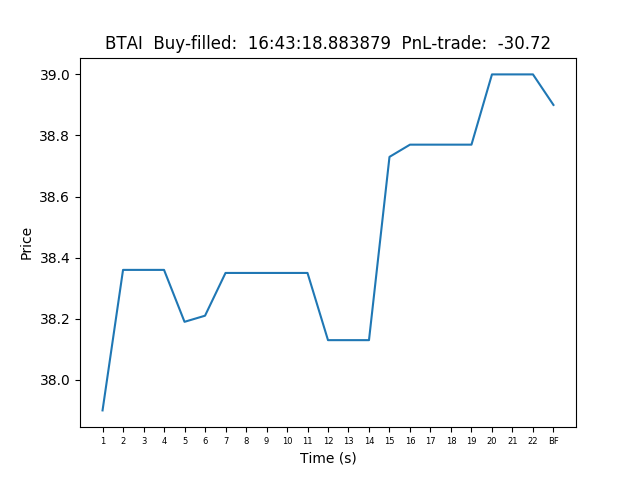 BTAI  Buy-filled:  16:43:18.883879  PnL-trade:  -30.72
39.0
38.8
38.6
38.4
38.2
38.0
Price
1 2 3 4 5 6 7 8 9 10 11 12 13 14 15 16 17 18 19 20 21 22 BF
Time (s)